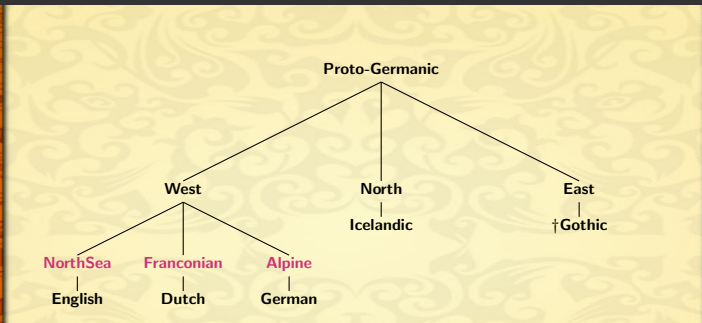 Proto-Germanic
West North East
Icelandic †Gothic
NorthSea Franconian Alpine
English Dutch German